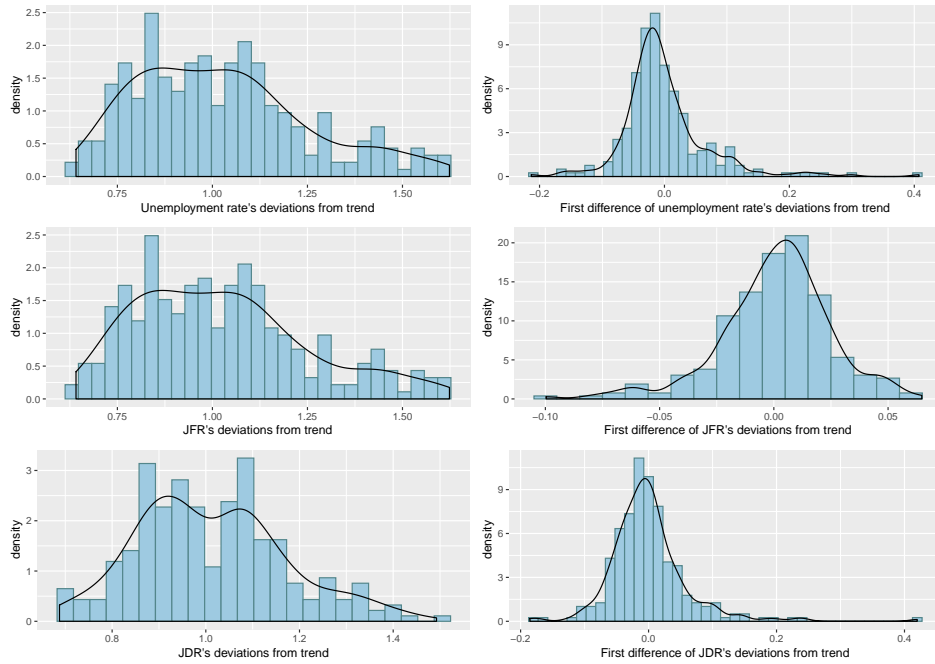 2.5
2.0
1.5
1.0
0.5
0.0
density
0.75 1.00 1.25 1.50
Unemployment rate's deviations from trend
9
6
3
0
density
−0.2 0.0 0.2 0.4
First difference of unemployment rate's deviations from trend
2.5
2.0
1.5
1.0
0.5
0.0
density
0.75 1.00 1.25 1.50
JFR's deviations from trend
20
15
10
5
0
density
−0.10 −0.05 0.00 0.05
First difference of JFR's deviations from trend
3
2
1
0
density
0.8 1.0 1.2 1.4
JDR's deviations from trend
9
6
3
0
density
−0.2 0.0 0.2 0.4
First difference of JDR's deviations from trend